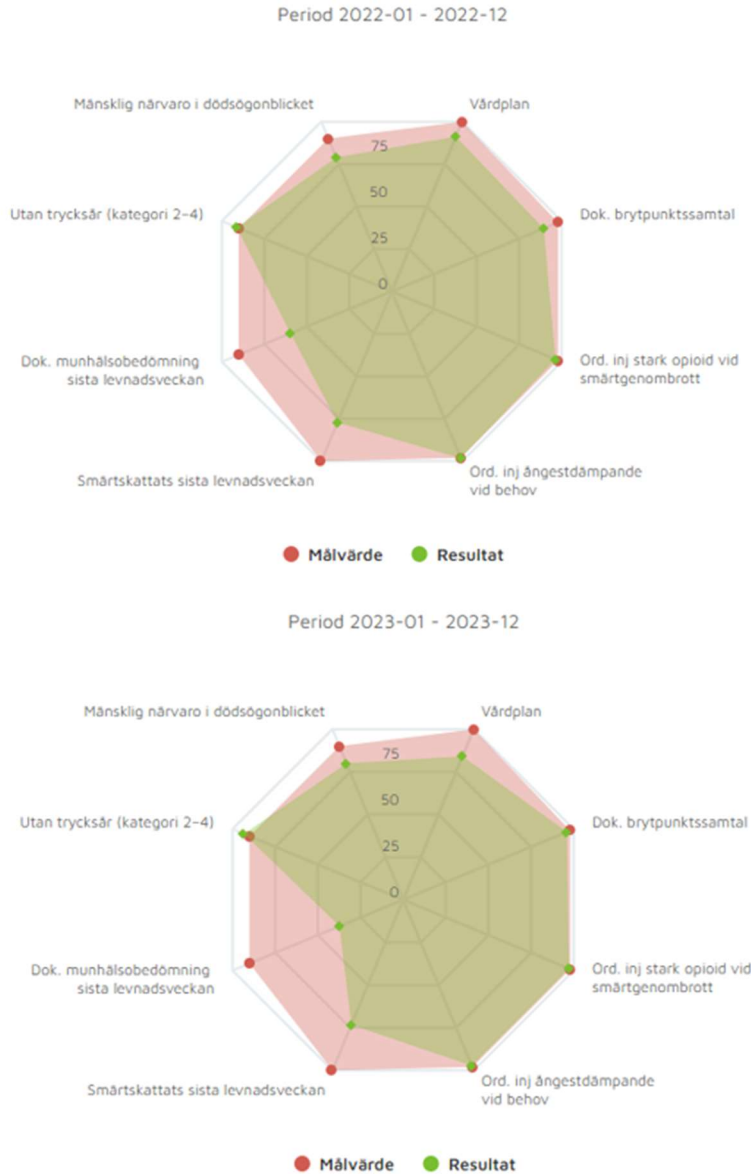 Period 2022-01 - 2022-12
Mänsklig närvaro i dödsögonblicket
Vårdplan
Utan trycksår (kategori 2-4)
Dok. brytpunktssamtal
75
50
25
0
Dok. munhälsobedömning
sista levnadsveckan
Ord. inj stark opioid vid
smärtgenombrott
Smärtskattats sista levnadsveckan
Ord. inj ångestdämpande
vid behov
Målvärde
Resultat
Period 2023-01 - 2023-12
Mänsklig närvaro i dödsögonblicket
Vårdplan
Utan trycksår (kategori 2-4)
Dok. brytpunktssamtal
75
50
25
0
Dok. munhälsobedömning
sista levnadsveckan
Ord. inj stark opioid vid
smärtgenombrott
Smärtskattats sista levnadsveckan
Ord. inj ångestdämpande
vid behov
Målvärde
Resultat